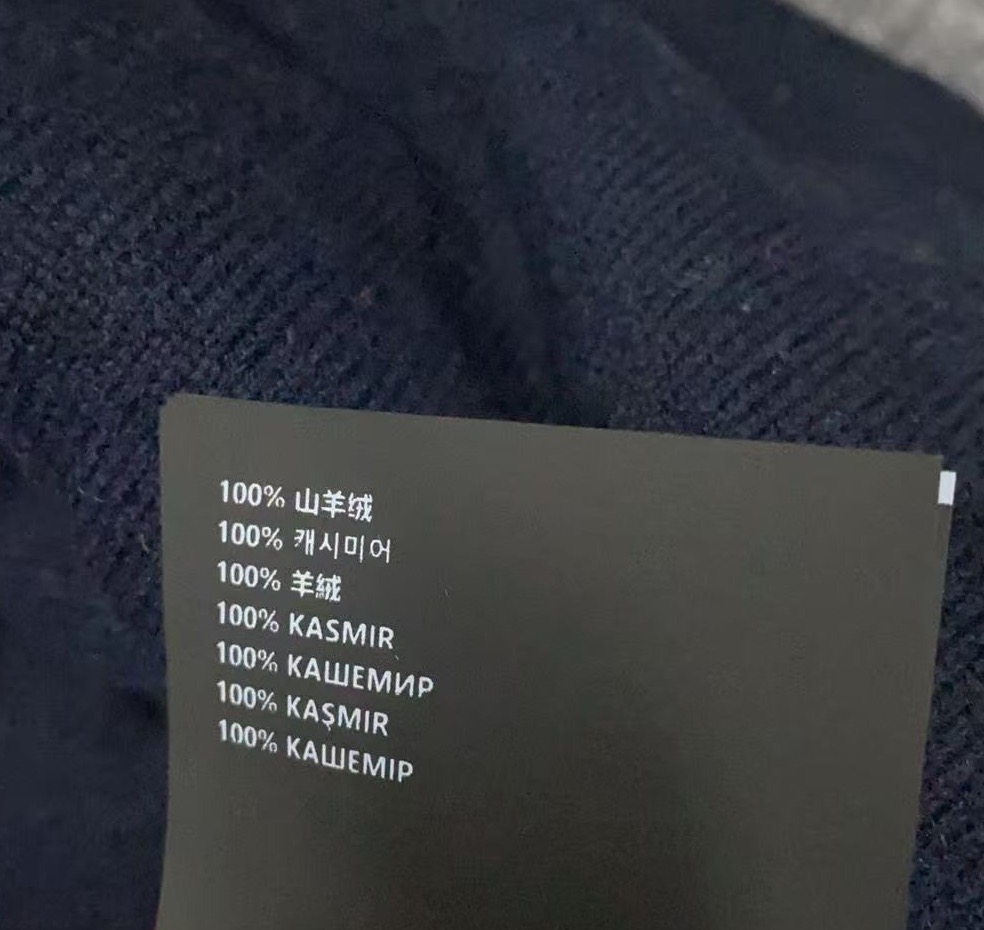 100% 山羊绒
100% 캐시미어
100% 羊絨
100% KASMIR
100% КАШЕМИР
100% KAŞMIR
100% КАШЕМІР